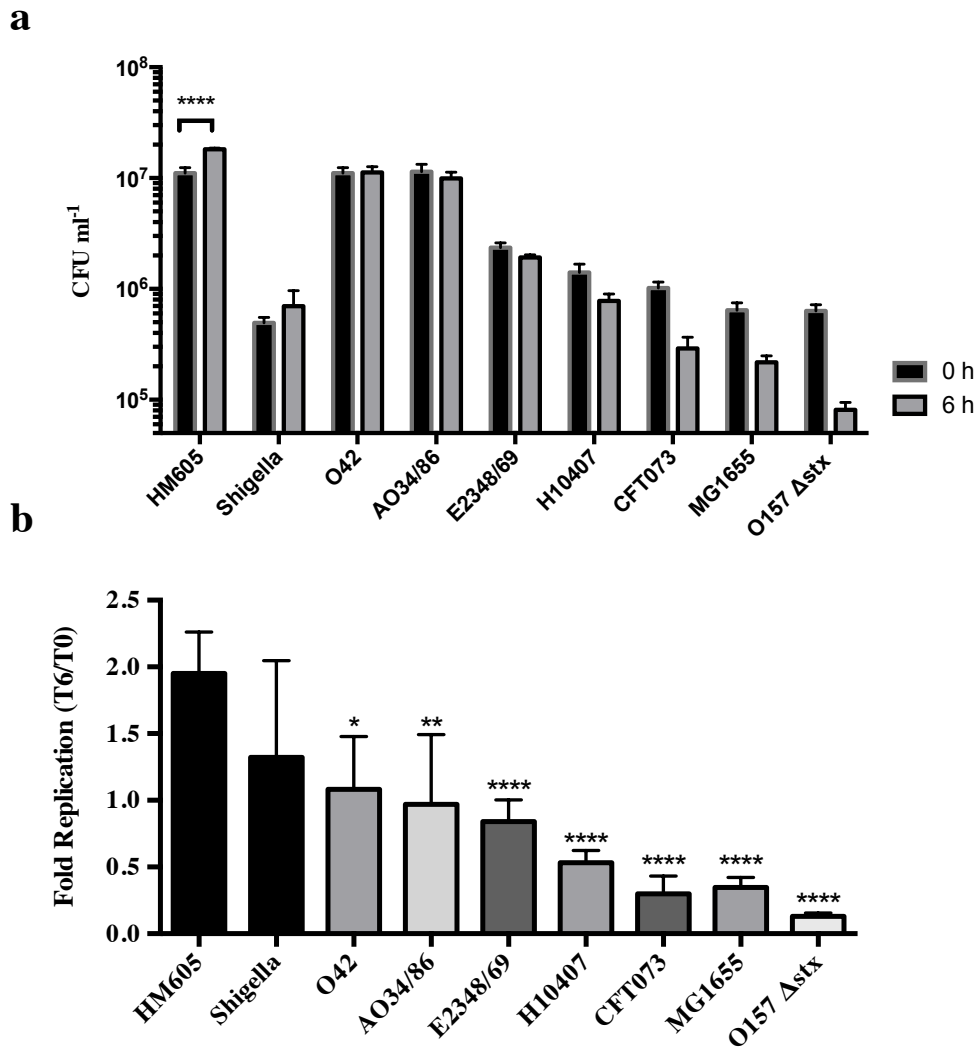 a
10⁸
****
10⁷
CFU ml⁻¹
10⁶
10⁵
0 h
6 h
HM605
Shigella
O42
AO34/86
E2348/69
H10407
CFT073
MG1655
O157 Δstx
b
2.5
2.0
1.5
1.0
0.5
0.0
Fold Replication (T6/T0)
*
**
****
****
****
****
****
HM605
Shigella
O42
AO34/86
E2348/69
H10407
CFT073
MG1655
O157 Δstx